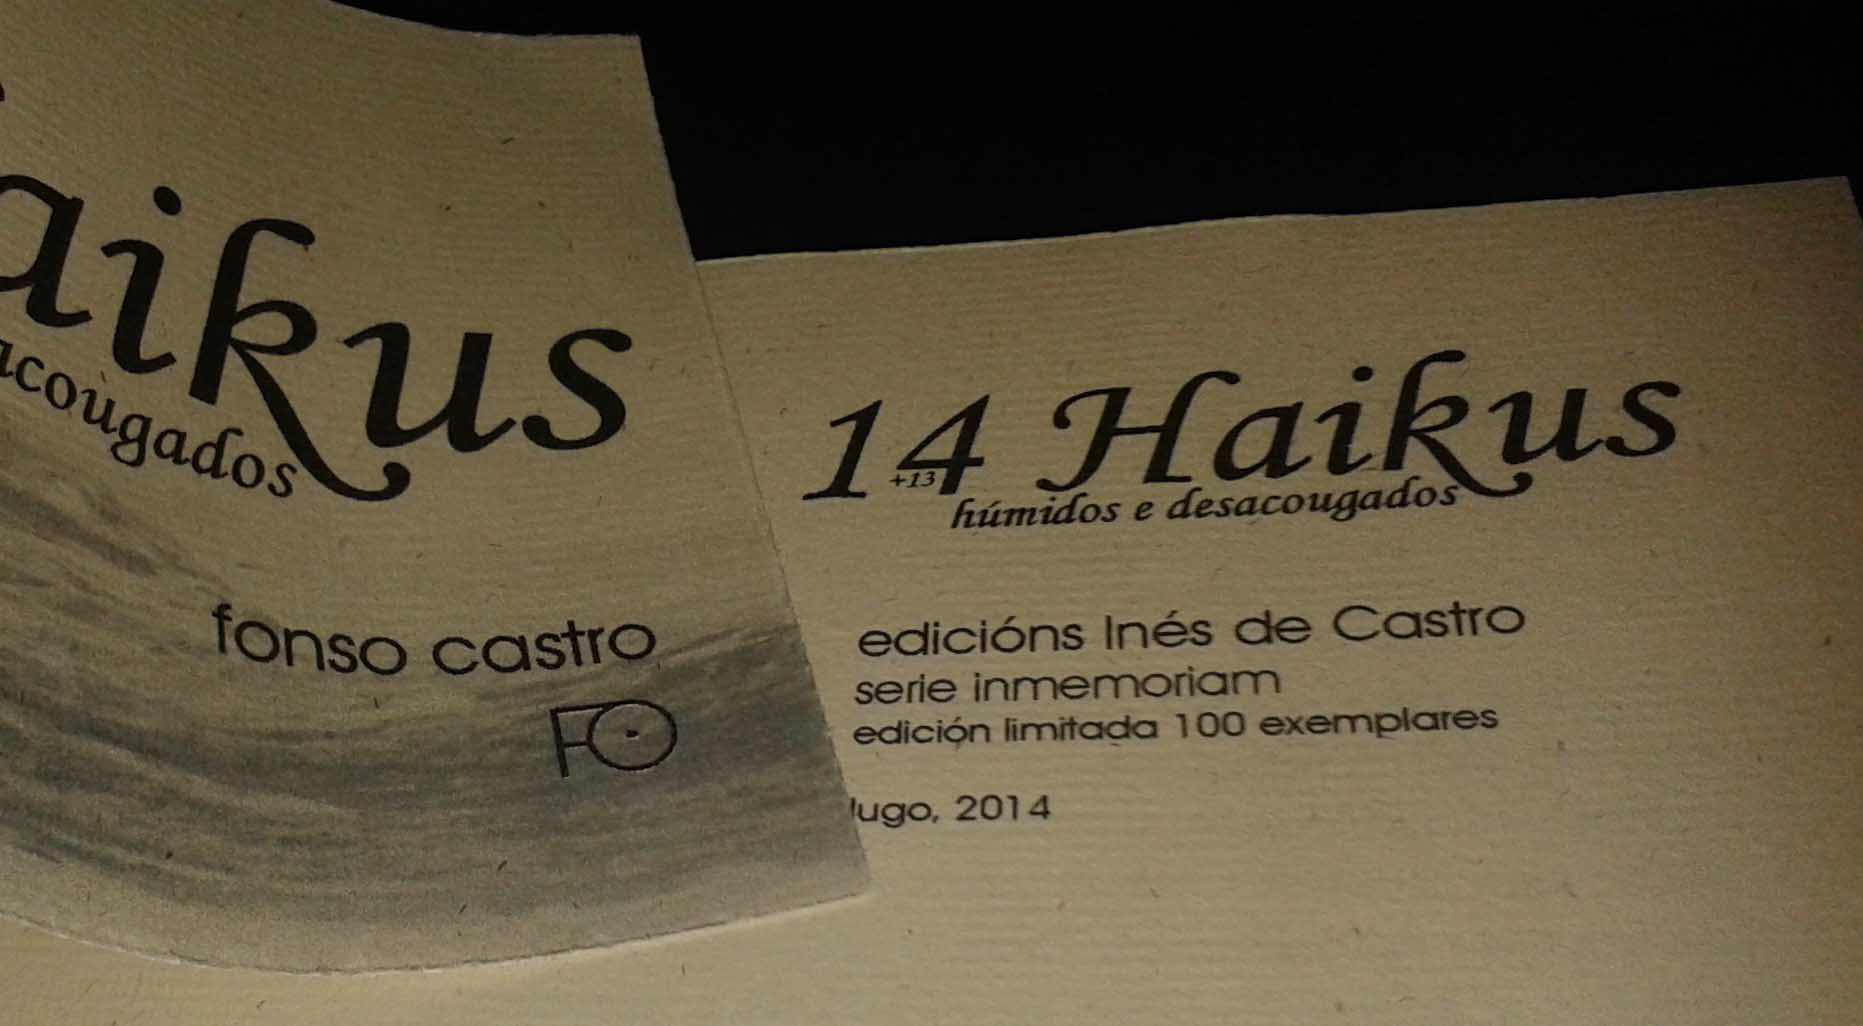 aikus
acougados
fonso castro
FO
14 Haikus
+13
húmidos e desacougados
edicións Inés de Castro
serie inmemoriam
edición limitada 100 exemplares
lugo, 2014